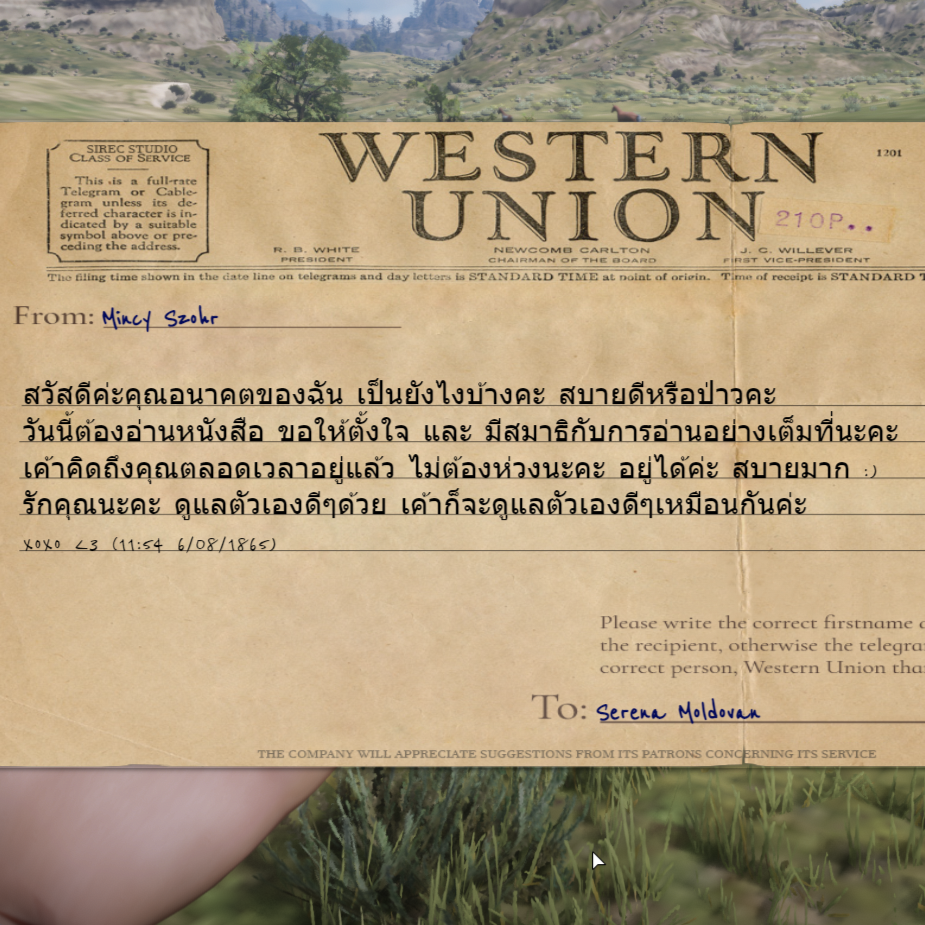 SIREC STUDIO
CLASS OF SERVICE
This is a full-rate
Telegram or Cable-
gram unless its de-
ferred character is in-
dicated by a suitable
symbol above or pre-
ceding the address.
WESTERN
UNION
1201
210P..
R. B. WHITE
PRESIDENT
NEWCOMB CARLTON
CHAIRMAN OF THE BOARD
J. C. WILLEVER
FIRST VICE-PRESIDENT
The filing time shown in the date line on telegrams and day letters is STANDARD TIME at point of origin. Time of receipt is STANDARD T
From: Mincy Szohr
สวัสดีค่ะคุณอนาคตของฉัน เป็นยังไงบ้างคะ สบายดีหรือป่าวคะ
วันนี้ต้องอ่านหนังสือ ขอให้ตั้งใจ และ มีสมาธิกับการอ่านอย่างเต็มที่นะคะ
เค้าคิดถึงคุณตลอดเวลาอยู่แล้ว ไม่ต้องห่วงนะคะ อยู่ได้ค่ะ สบายมาก :)
รักคุณนะคะ ดูแลตัวเองดีๆด้วย เค้าก็จะดูแลตัวเองดีๆเหมือนกันค่ะ
xoxo <3 (11:54 6/08/1865)
Please write the correct firstname
the recipient, otherwise the telegra
correct person, Western Union tha
To: Serena Moldovan
THE COMPANY WILL APPRECIATE SUGGESTIONS FROM ITS PATRONS CONCERNING ITS SERVICE